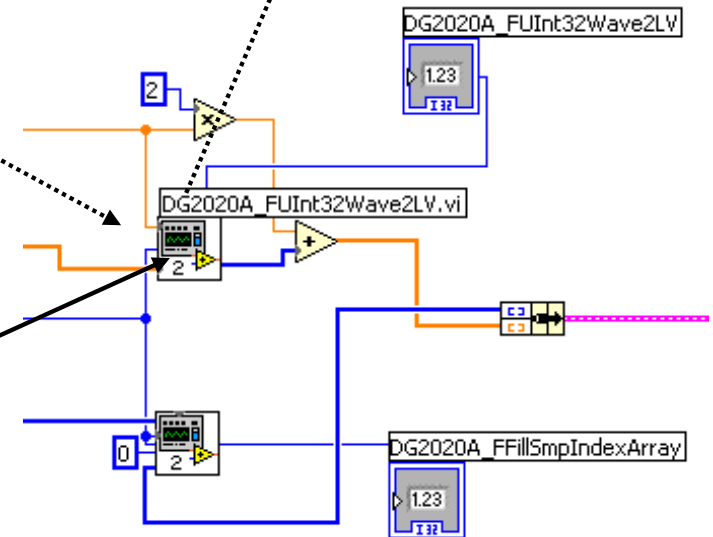 DG2020A_FUInt32Wave2LV
1.23
I32
2
×
DG2020A_FUInt32Wave2LV.vi
+
2
+
0
2
+
DG2020A_FFillSmpIndexArray
1.23
I32